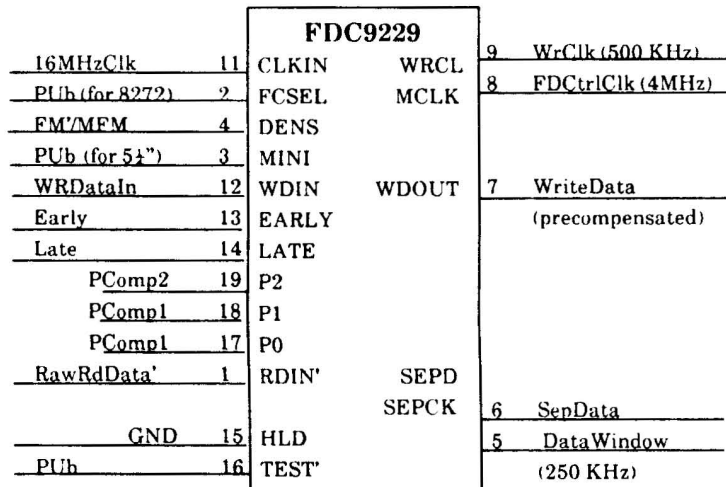 FDC9229
16MHzClk 11 CLKIN WRCL 9 WrClk (500 KHz)
PUb (for 8272) 2 FCSEL MCLK 8 FDCtrlClk (4MHz)
FM'/MFM 4 DENS
PUb (for 5¼") 3 MINI
WRDataIn 12 WDIN WDOUT 7 WriteData
Early 13 EARLY (precompensated)
Late 14 LATE
PComp2 19 P2
PComp1 18 P1
PComp1 17 P0
RawRdData' 1 RDIN' SEPD
SEPCK 6 SepData
GND 15 HLD 5 DataWindow
PUb 16 TEST' (250 KHz)